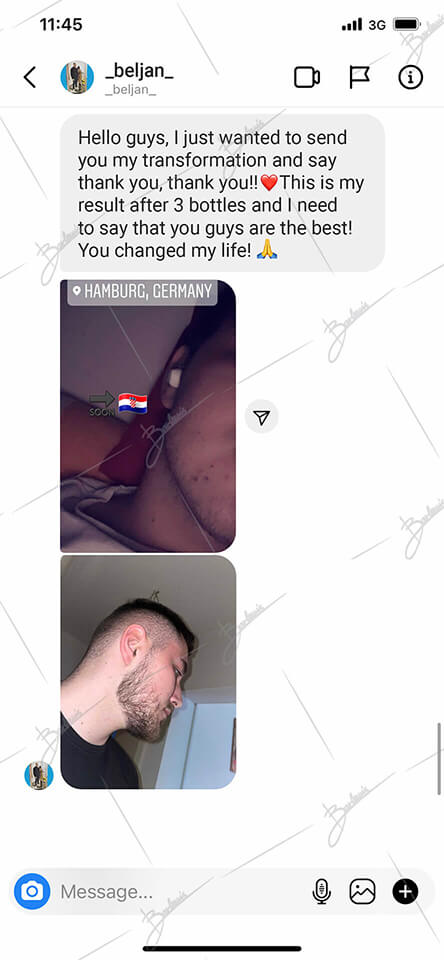 11:45
3G
_beljan_
_beljan_
Hello guys, I just wanted to send
you my transformation and say
thank you, thank you!!❤️This is my
result after 3 bottles and I need
to say that you guys are the best!
You changed my life! 🙏
HAMBURG, GERMANY
SOON
Message...